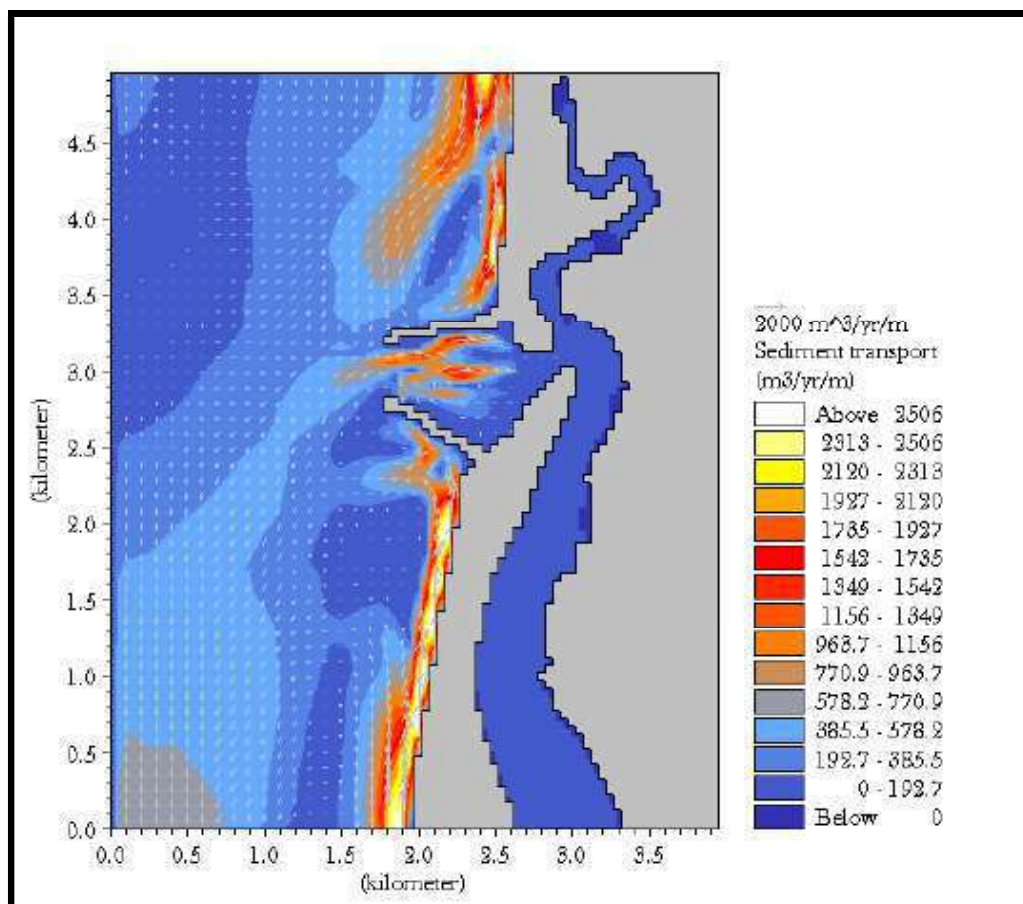 4.5
4.0
3.5
3.0
2.5
2.0
1.5
1.0
0.5
0.0
(kilometer)
0.0 0.5 1.0 1.5 2.0 2.5 3.0 3.5
(kilometer)
2000 m^3/yr/m
Sediment transport
(m3/yr/m)
Above 2506
2313 - 2506
2120 - 2313
1927 - 2120
1735 - 1927
1542 - 1735
1349 - 1542
1156 - 1349
963.7 - 1156
770.9 - 963.7
578.2 - 770.9
385.5 - 578.2
192.7 - 385.5
0 - 192.7
Below 0